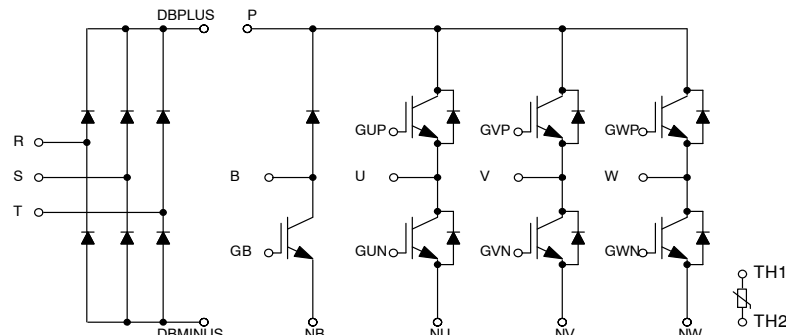 DBPLUS P
GUP GVP GWP
R
S B U V W
T
GB GUN GVN GWN
TH1
TH2
DBMINUS NB NU NV NW